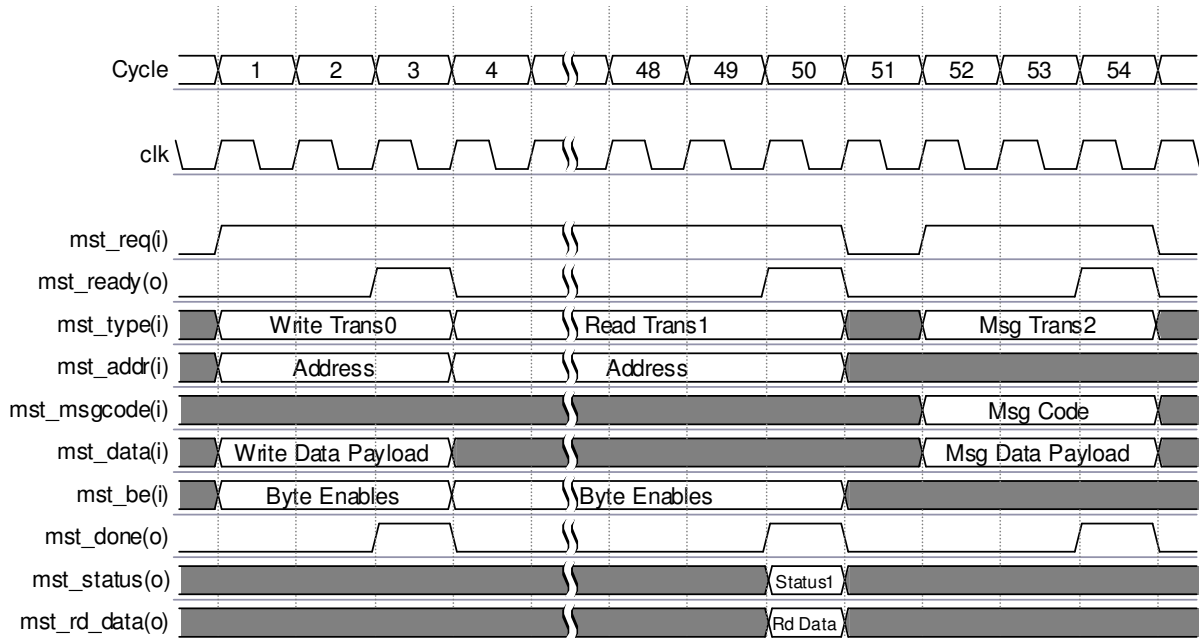 Cycle 1 2 3 4 48 49 50 51 52 53 54
clk
mst_req(i)
mst_ready(o)
mst_type(i) Write Trans0 Read Trans1 Msg Trans2
mst_addr(i) Address Address
mst_msgcode(i) Msg Code
mst_data(i) Write Data Payload Msg Data Payload
mst_be(i) Byte Enables Byte Enables
mst_done(o)
mst_status(o) Status1
mst_rd_data(o) Rd Data